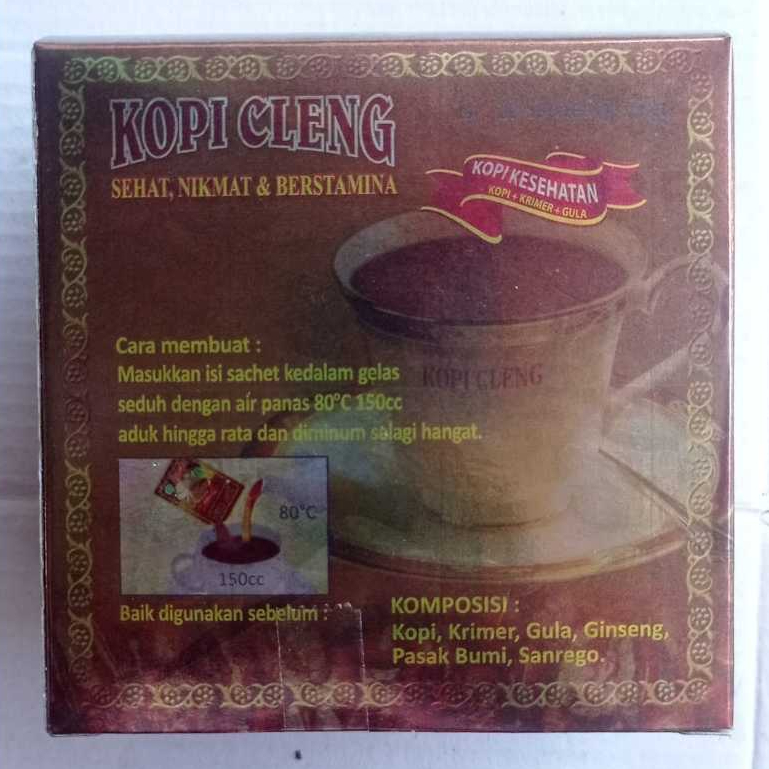 KOPI CLENG
SEHAT, NIKMAT & BERSTAMINA
KOPI KESEHATAN
KOPI + KRIMER + GULA
KOPI CLENG
Cara membuat :
Masukkan isi sachet kedalam gelas
seduh dengan air panas 80°C 150cc
aduk hingga rata dan diminum selagi hangat.
80°C
150cc
Baik digunakan sebelum :
KOMPOSISI :
Kopi, Krimer, Gula, Ginseng,
Pasak Bumi, Sanrego.